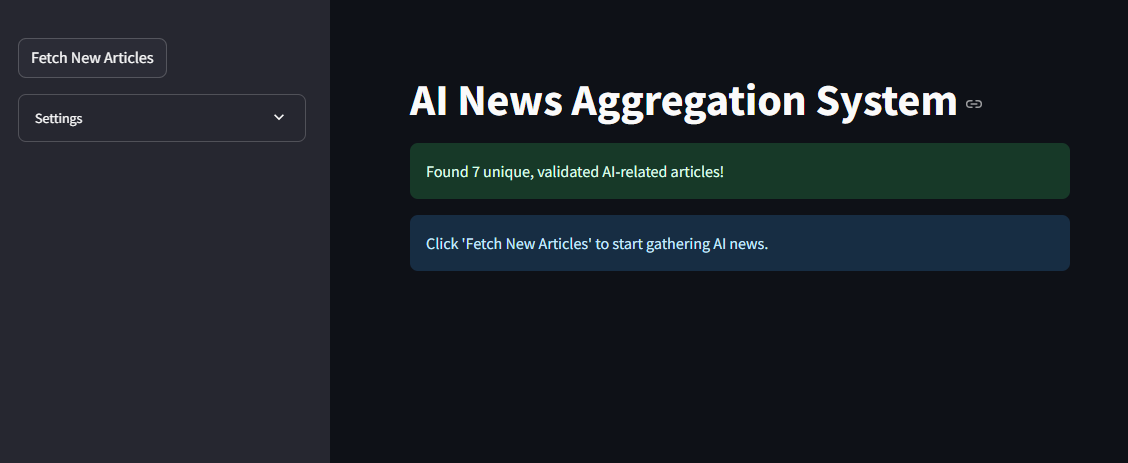 Fetch New Articles
Settings
AI News Aggregation System
Found 7 unique, validated AI-related articles!
Click 'Fetch New Articles' to start gathering AI news.